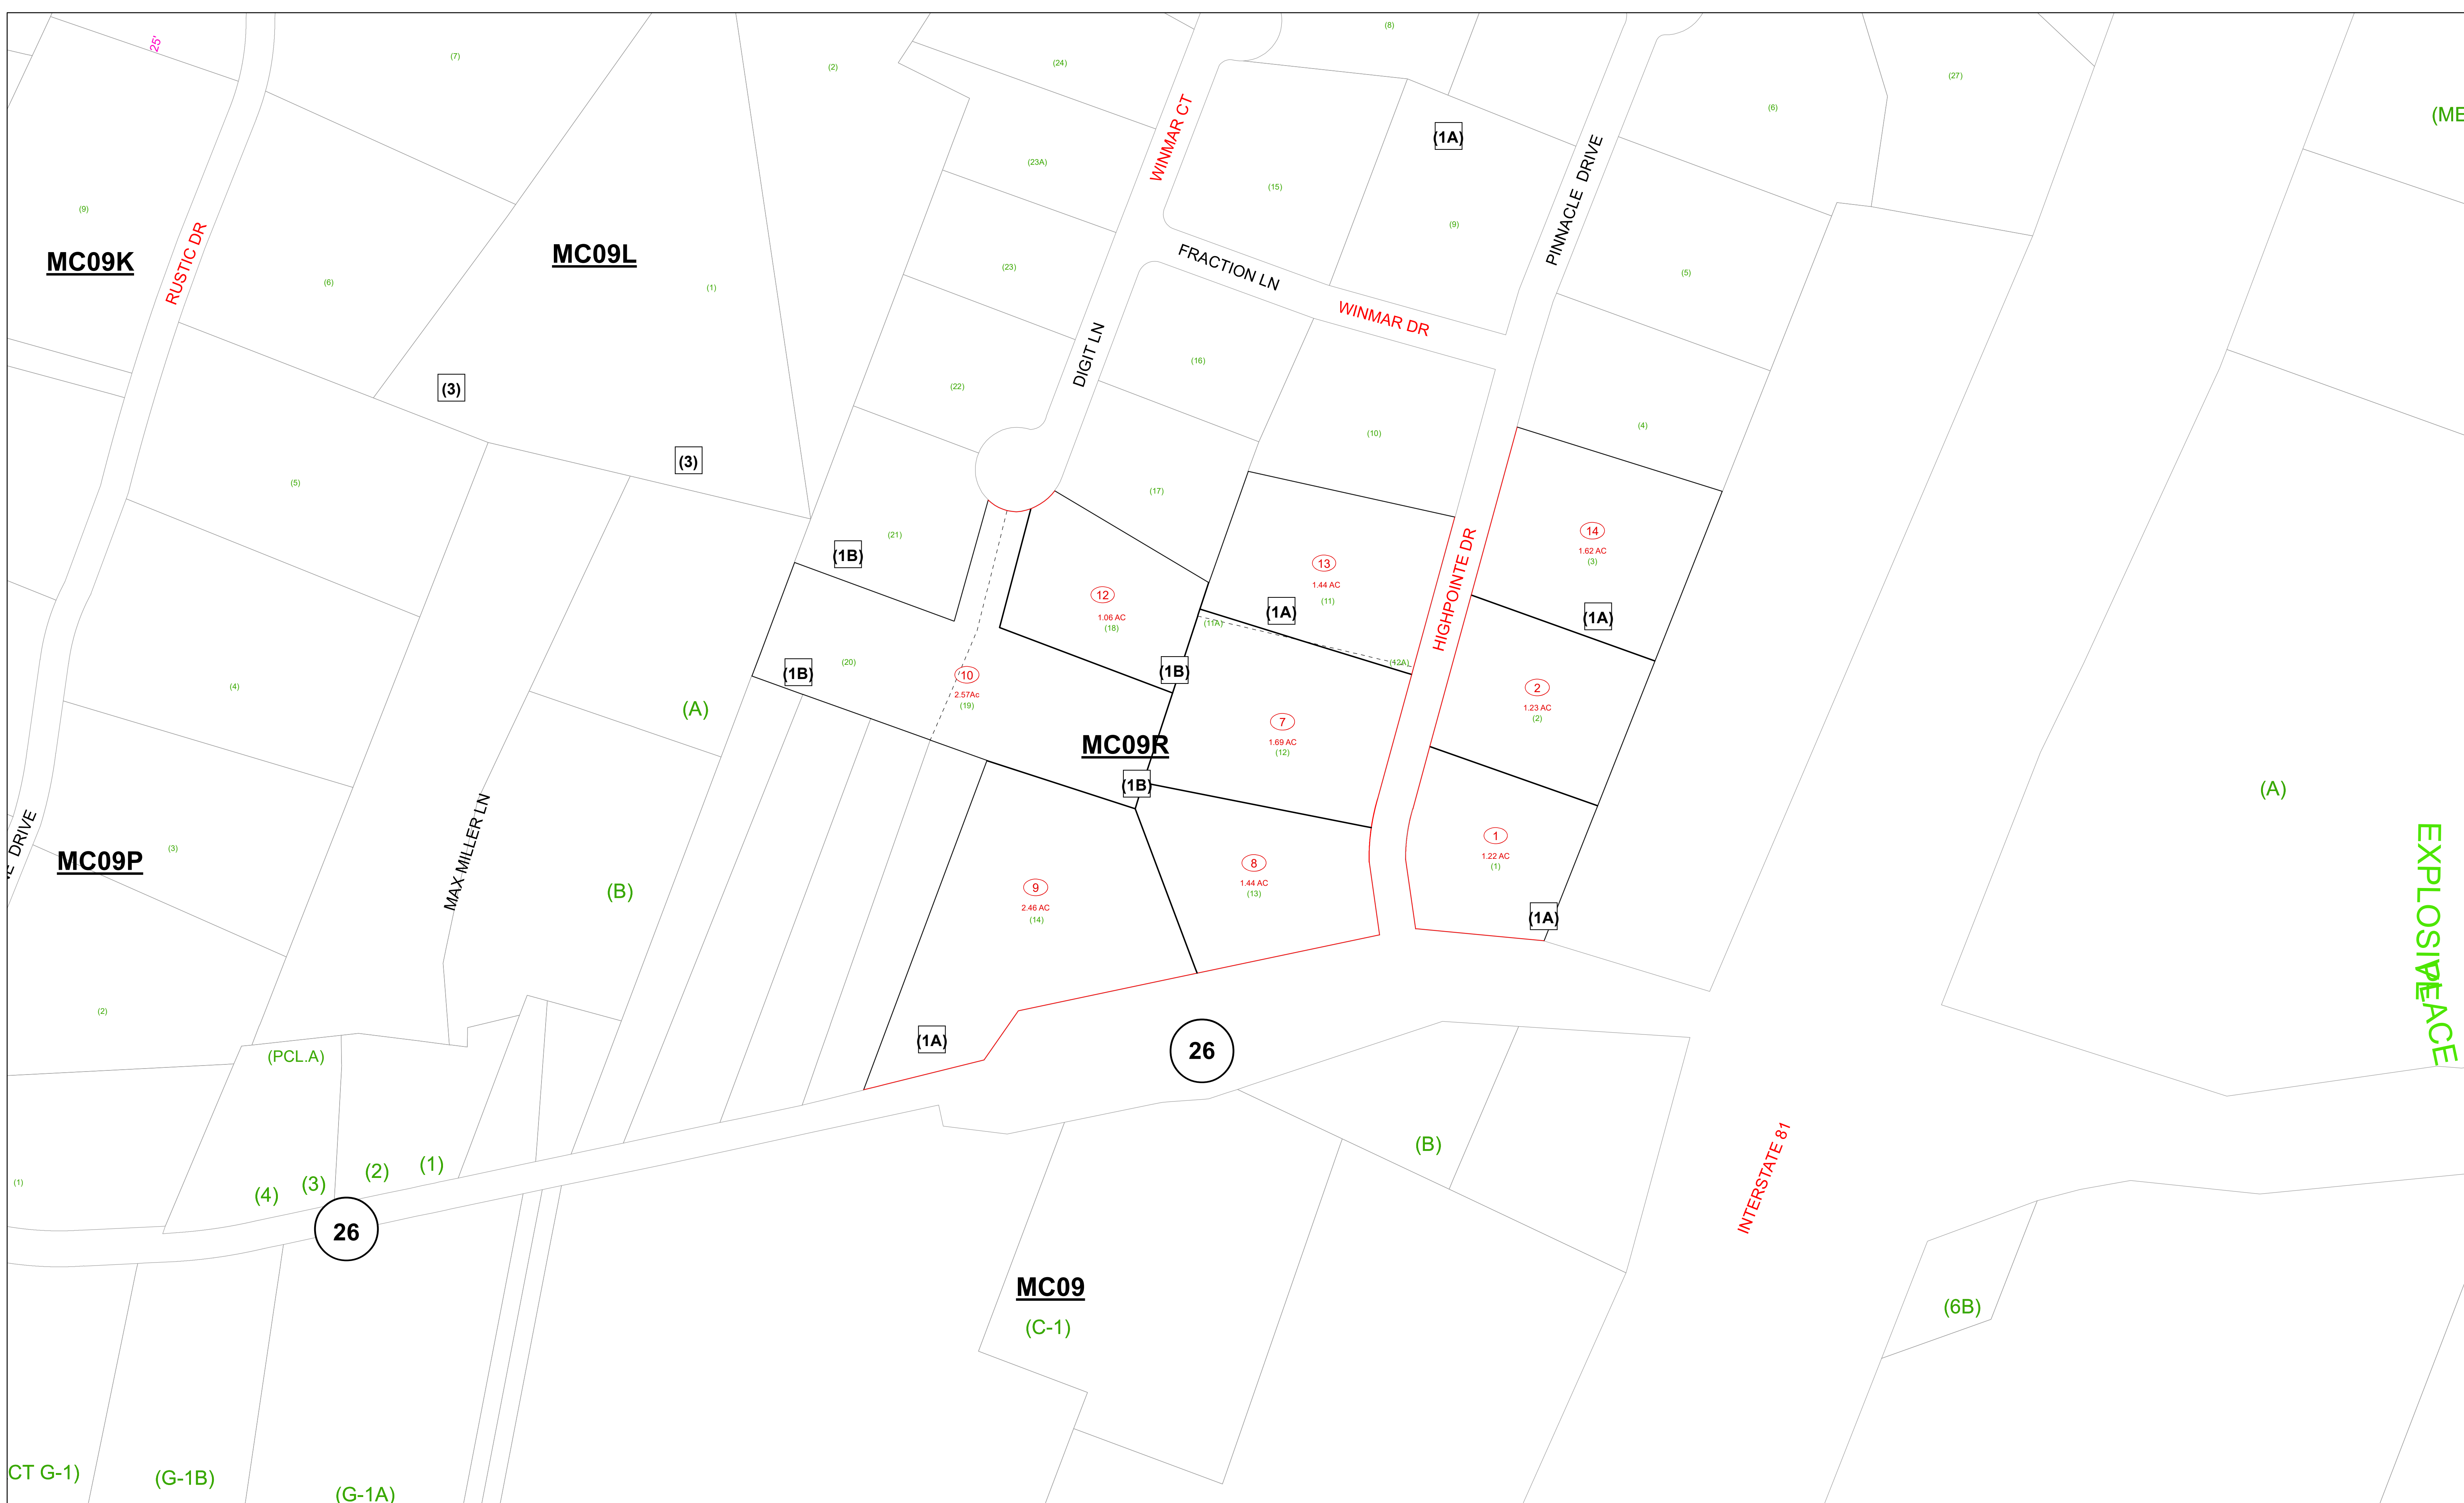 25'
(7)
(2)
(24)
(8)
(27)
(6)
(ME
WINMAR CT
(1A)
(23A)
(15)
PINNACLE DRIVE
(9)
(9)
MC09K
RUSTIC DR
MC09L
(6)
(1)
(23)
FRACTION LN
(5)
WINMAR DR
DIGIT LN
(16)
(3)
(22)
(4)
(10)
(3)
(5)
(17)
(1B)
(21)
14
1.62 AC
(3)
HIGHPOINTE DR
13
1.44 AC
(11)
(1A)
12
1.06 AC
(18)
(1A)
(11A)
(1B)
(20)
(1B)
10
2.57Ac
(19)
(12A)
(4)
2
1.23 AC
(2)
(A)
7
1.69 AC
(12)
MC09R
(1B)
(A)
MC09P
(3)
E DRIVE
MAX MILLER LN
(B)
1
1.22 AC
(1)
8
1.44 AC
(13)
9
2.46 AC
(14)
(1A)
EXPLOSIVE
PLACE
(2)
(1A)
26
(PCL.A)
(1)
(4)
(3)
(2)
(1)
26
(B)
INTERSTATE 81
MC09
(C-1)
(6B)
CT G-1)
(G-1B)
(G-1A)